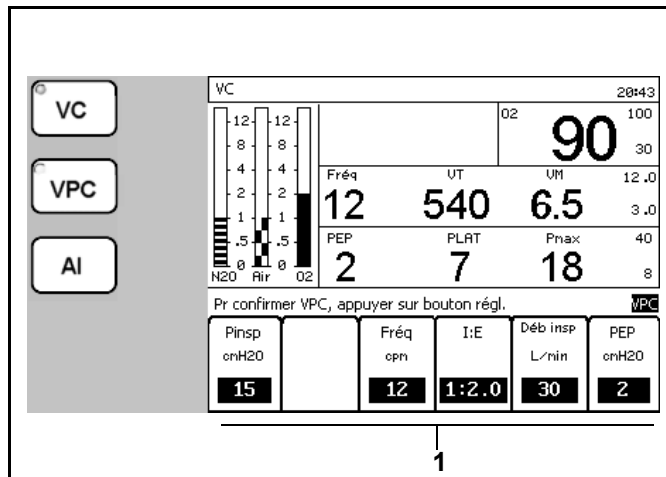 VC
VPC
AI
VC 20:43
12 12
8 8
4 4
2 2
1 1
.5 .5
0 0
N2O Air O2
O2 90 100 30
Fréq VT VM 12.0
12 540 6.5 3.0
PEP PLAT Pmax 40
2 7 18 8
Pr confirmer VPC, appuyer sur bouton régl. VPC
Pinsp Fréq I:E Déb insp PEP
cmH2O cpm L/min cmH2O
15 12 1:2.0 30 2
1